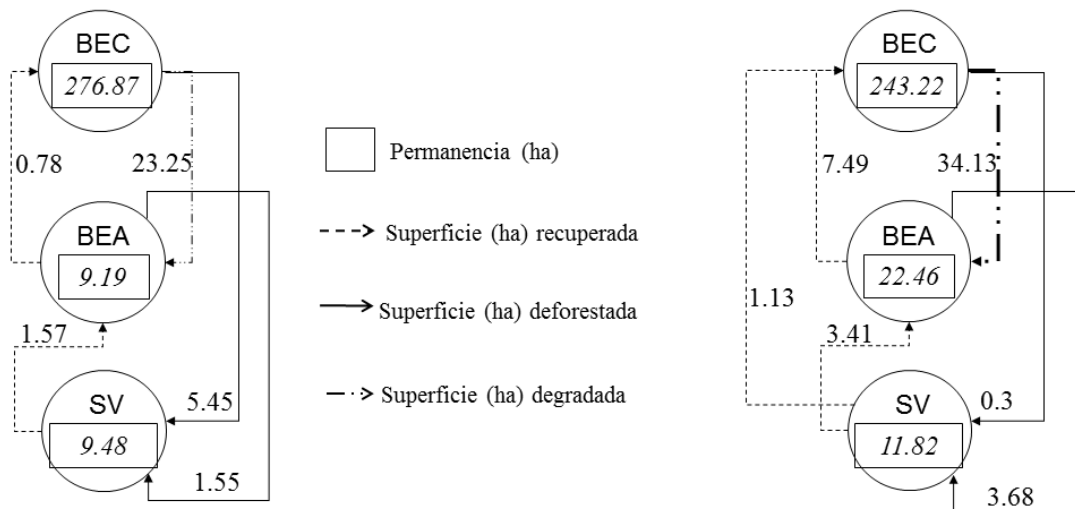 BEC
276.87
0.78
23.25
BEA
9.19
1.57
SV
9.48
5.45
1.55
Permanencia (ha)
Superficie (ha) recuperada
Superficie (ha) deforestada
Superficie (ha) degradada
BEC
243.22
7.49
34.13
BEA
22.46
1.13
3.41
SV
11.82
0.3
3.68